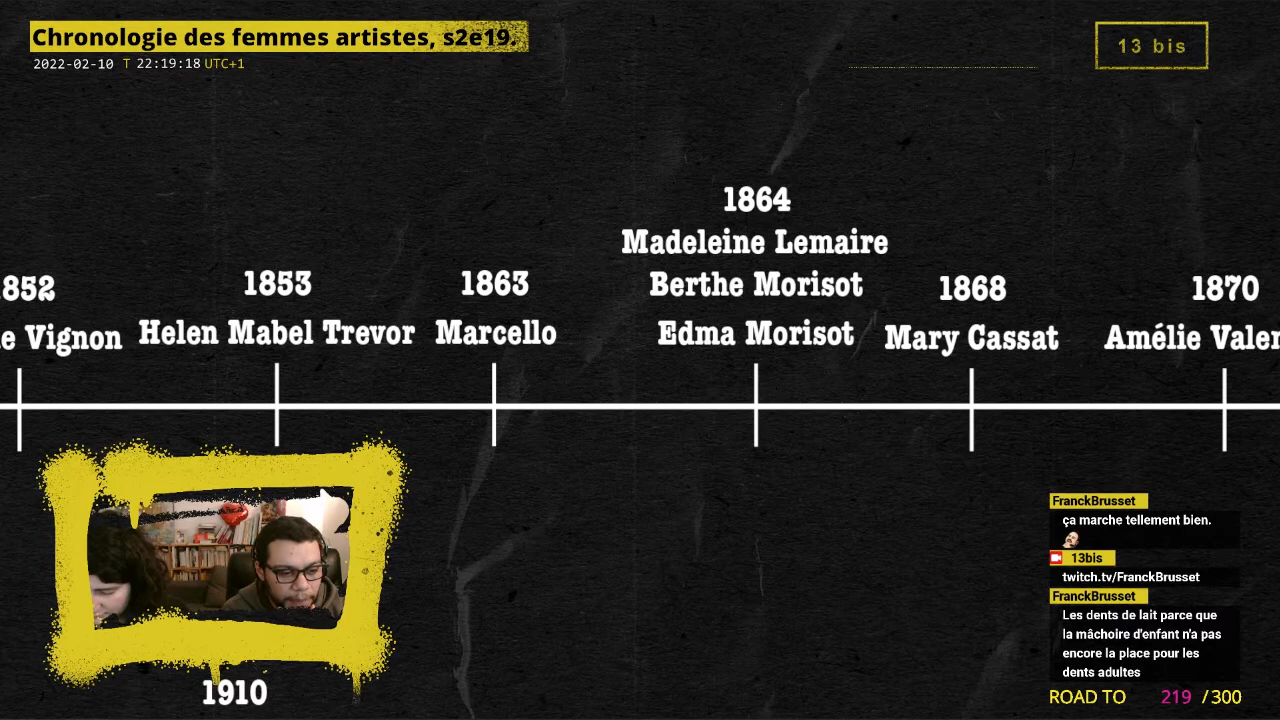 Chronologie des femmes artistes, s2e19.
2022-02-10 T 22:19:18 UTC+1
13 bis
1864
Madeleine Lemaire
Berthe Morisot
Edma Morisot
852
e Vignon
1853
Helen Mabel Trevor
1863
Marcello
1868
Mary Cassat
1870
Amélie Valer
FranckBrusset
ça marche tellement bien.
13bis
twitch.tv/FranckBrusset
FranckBrusset
Les dents de lait parce que
la mâchoire d'enfant n'a pas
encore la place pour les
dents adultes
1910
ROAD TO 219 /300